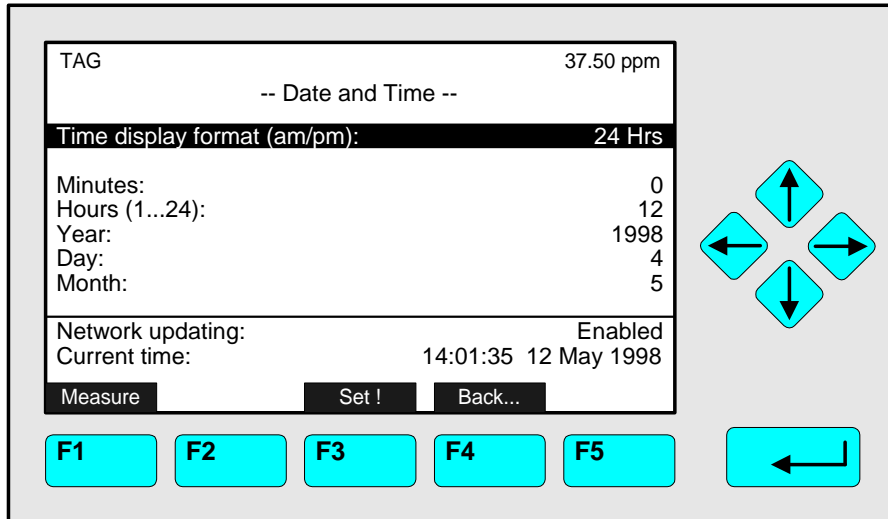 TAG 37.50 ppm
-- Date and Time --
Time display format (am/pm): 24 Hrs
Minutes: 0
Hours (1...24): 12
Year: 1998
Day: 4
Month: 5
Network updating: Enabled
Current time: 14:01:35 12 May 1998
Measure Set ! Back...
F1 F2 F3 F4 F5